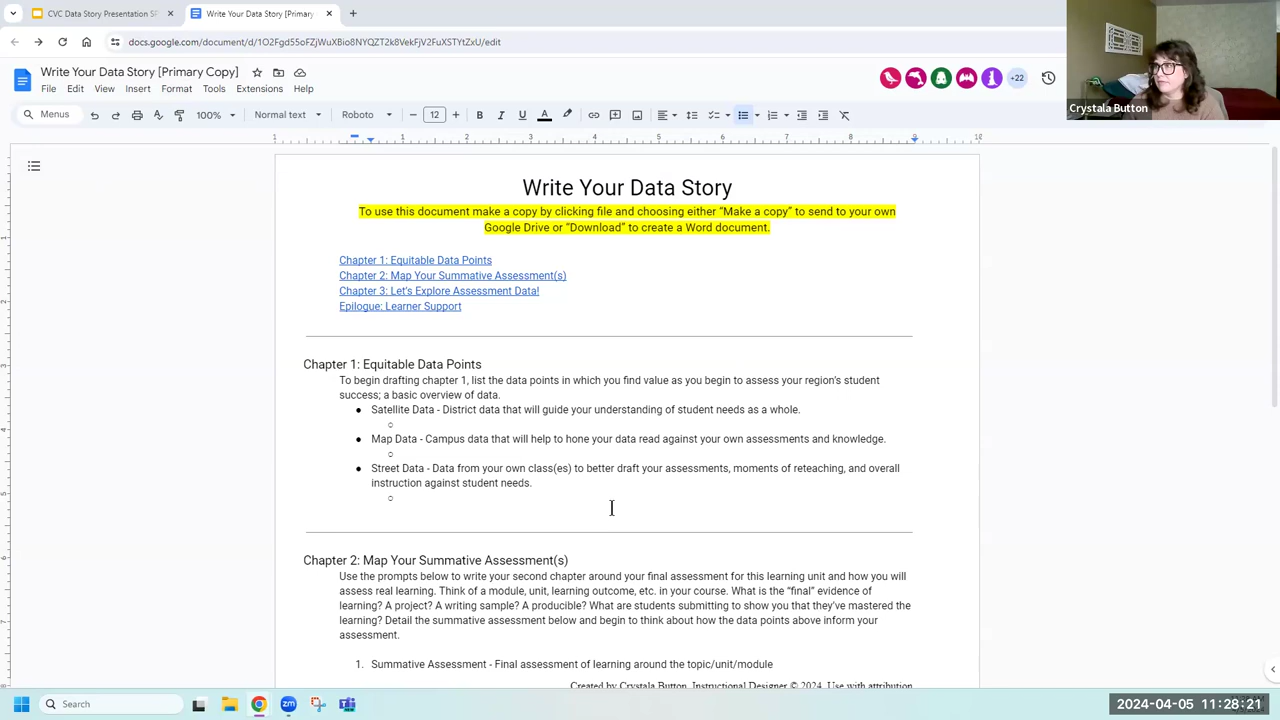 CVC Data Story Presentation SF
Write Your Data Story [Primary
docs.google.com/document/d/1O2Fgd55oFZjWuXBio8NYQZT2k8VekFjV2FuXSTYtZxU/edit
Write Your Data Story [Primary Copy]
+22
File Edit View Insert Format Tools Extensions Help
Menus 100% Normal text Roboto 12
Crystala Button
Write Your Data Story
To use this document make a copy by clicking file and choosing either “Make a copy” to send to your own
Google Drive or “Download” to create a Word document.
Chapter 1: Equitable Data Points
Chapter 2: Map Your Summative Assessment(s)
Chapter 3: Let’s Explore Assessment Data!
Epilogue: Learner Support
Chapter 1: Equitable Data Points
To begin drafting chapter 1, list the data points in which you find value as you begin to assess your region’s student
success; a basic overview of data.
● Satellite Data - District data that will guide your understanding of student needs as a whole.
○
● Map Data - Campus data that will help to hone your data read against your own assessments and knowledge.
○
● Street Data - Data from your own class(es) to better draft your assessments, moments of reteaching, and overall
instruction against student needs.
○
Chapter 2: Map Your Summative Assessment(s)
Use the prompts below to write your second chapter around your final assessment for this learning unit and how you will
assess real learning. Think of a module, unit, learning outcome, etc. in your course. What is the “final” evidence of
learning? A project? A writing sample? A producible? What are students submitting to show you that they’ve mastered the
learning? Detail the summative assessment below and begin to think about how the data points above inform your
assessment.
1. Summative Assessment - Final assessment of learning around the topic/unit/module
Created by Crystala Button, Instructional Designer © 2024. Use with attribution
Search
2024-04-05 11:28:21